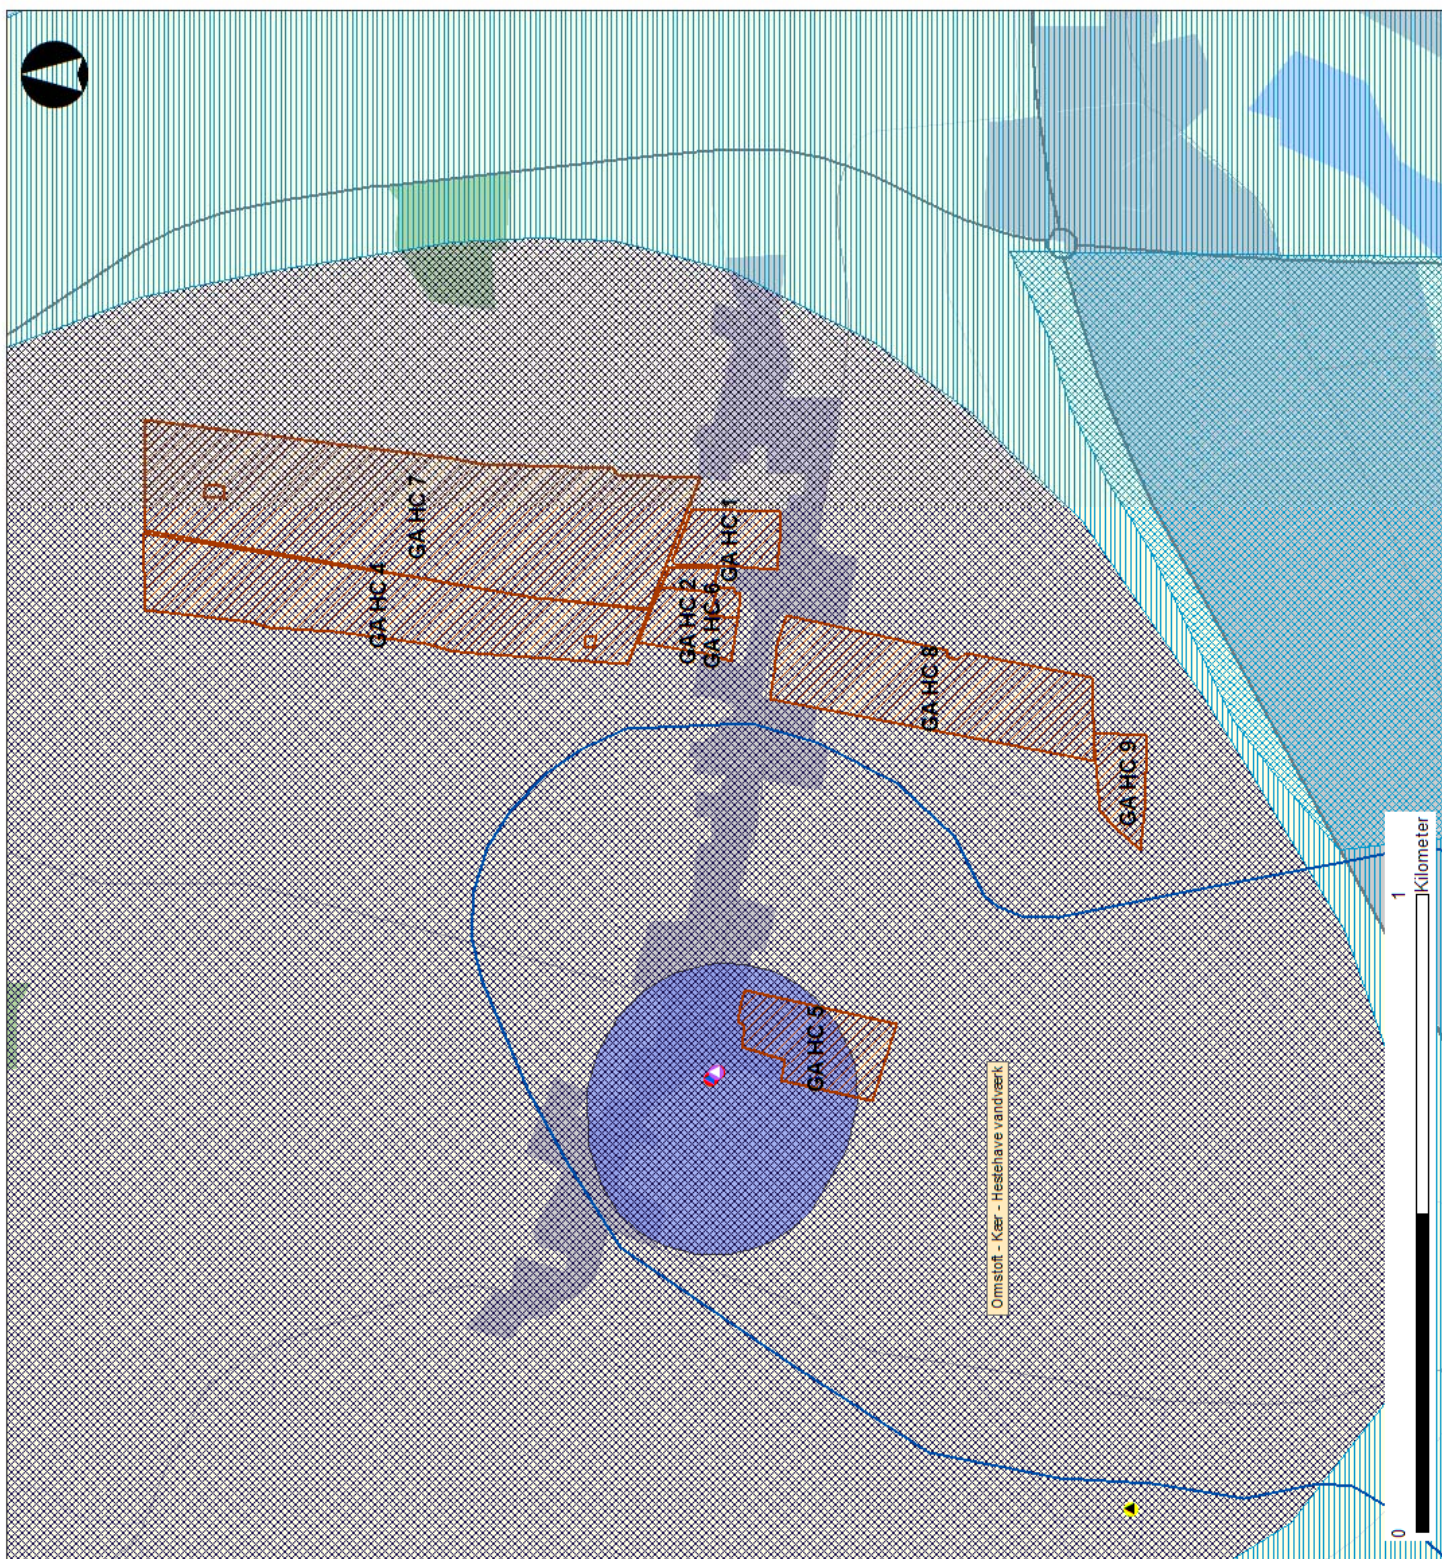 GA HC 7
GA HC 4
GA HC 1
GA HC 2
GA HC 6
GA HC 8
GA HC 9
GA HC 5
Ormstoft - Kær - Hestehave vandværk
0
1
Kilometer